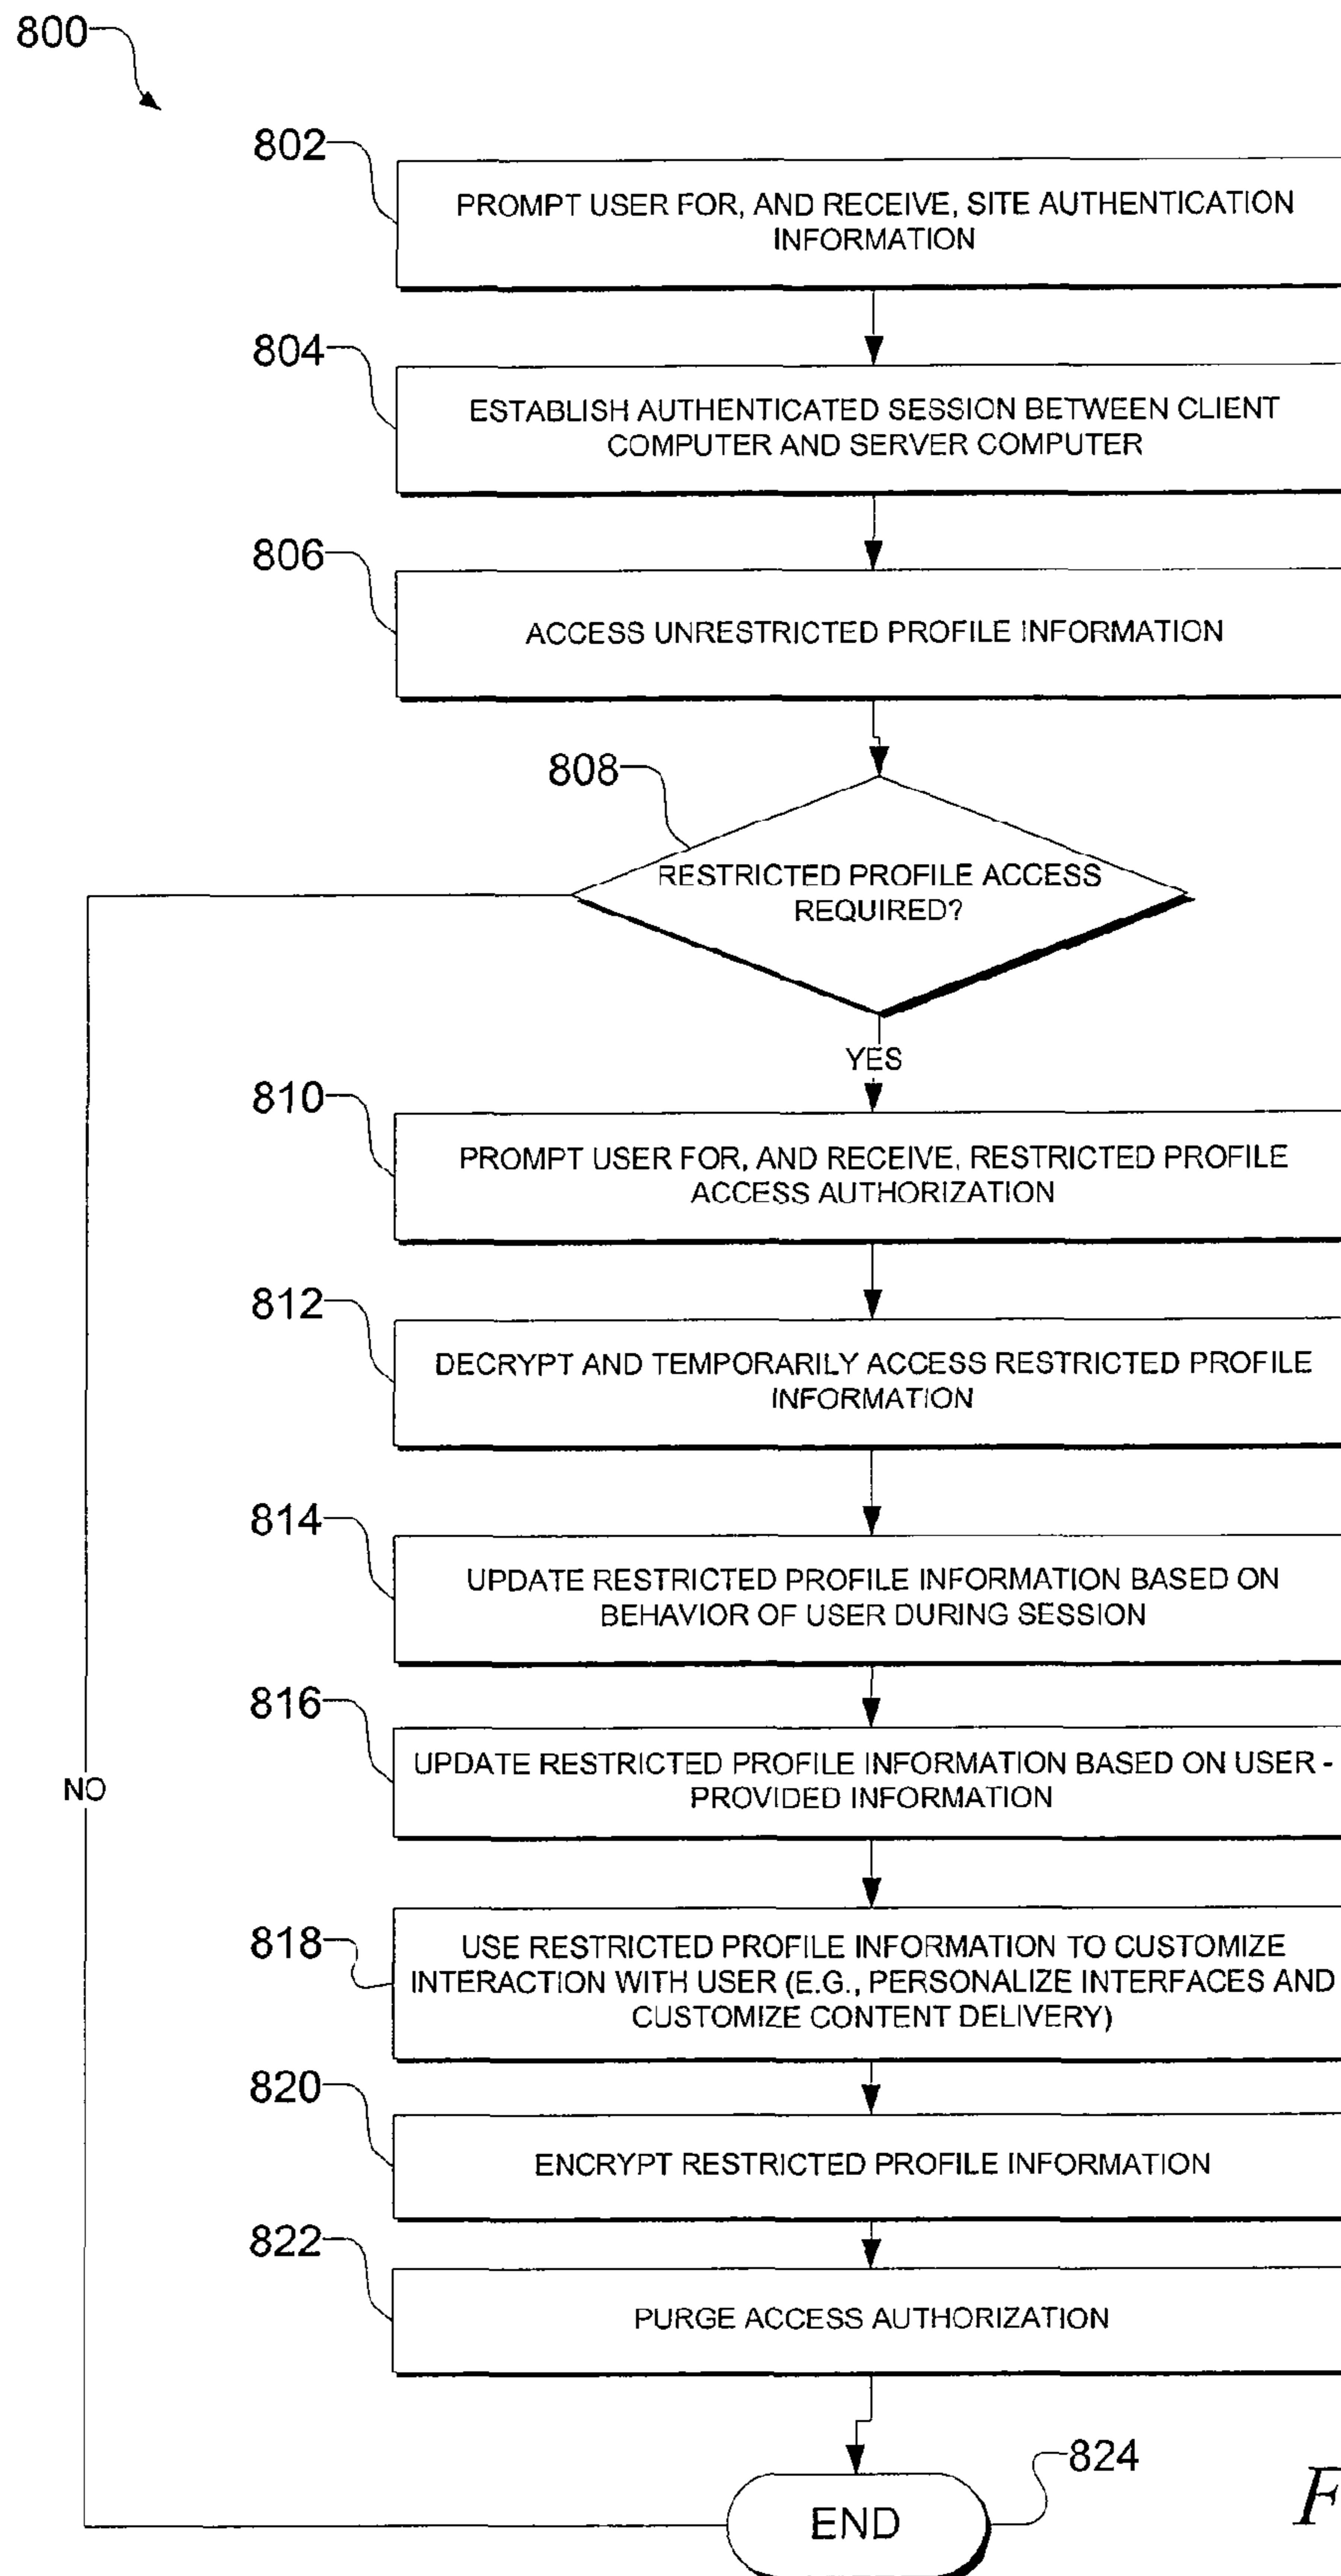 800
802
PROMPT USER FOR, AND RECEIVE, SITE AUTHENTICATION
INFORMATION
804
ESTABLISH AUTHENTICATED SESSION BETWEEN CLIENT
COMPUTER AND SERVER COMPUTER
806
ACCESS UNRESTRICTED PROFILE INFORMATION
808
RESTRICTED PROFILE ACCESS
REQUIRED?
YES
810
PROMPT USER FOR, AND RECEIVE, RESTRICTED PROFILE
ACCESS AUTHORIZATION
812
DECRYPT AND TEMPORARILY ACCESS RESTRICTED PROFILE
INFORMATION
814
UPDATE RESTRICTED PROFILE INFORMATION BASED ON
BEHAVIOR OF USER DURING SESSION
816
UPDATE RESTRICTED PROFILE INFORMATION BASED ON USER -
PROVIDED INFORMATION
NO
818
USE RESTRICTED PROFILE INFORMATION TO CUSTOMIZE
INTERACTION WITH USER (E.G., PERSONALIZE INTERFACES AND
CUSTOMIZE CONTENT DELIVERY)
820
ENCRYPT RESTRICTED PROFILE INFORMATION
822
PURGE ACCESS AUTHORIZATION
824
END
F